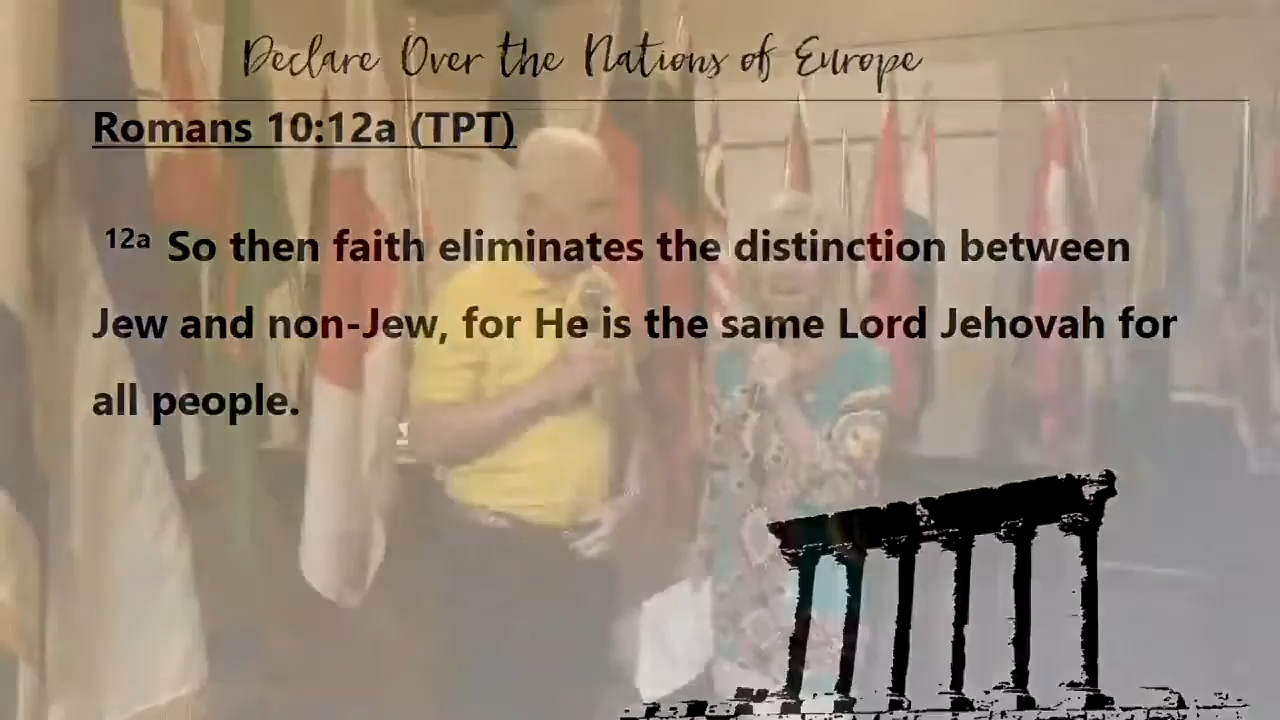 Declare Over the Nations of Europe
Romans 10:12a (TPT)
12a So then faith eliminates the distinction between
Jew and non-Jew, for He is the same Lord Jehovah for
all people.